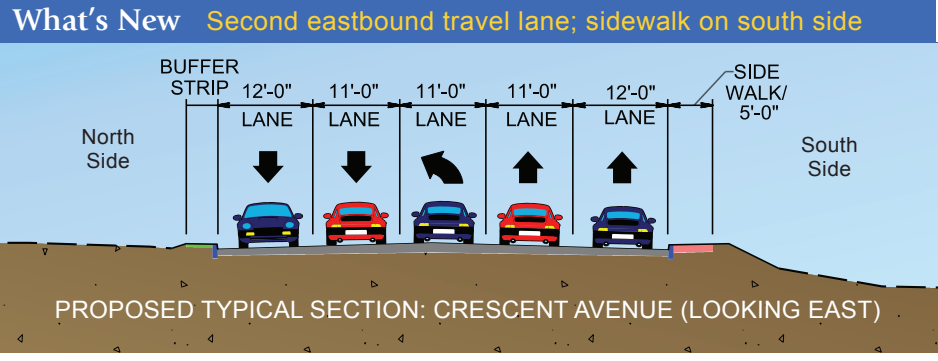 What's New Second eastbound travel lane; sidewalk on south side
BUFFER
STRIP
12'-0"
LANE
11'-0"
LANE
11'-0"
LANE
11'-0"
LANE
12'-0"
LANE
SIDE
WALK/
5'-0"
North
Side
South
Side
PROPOSED TYPICAL SECTION: CRESCENT AVENUE (LOOKING EAST)